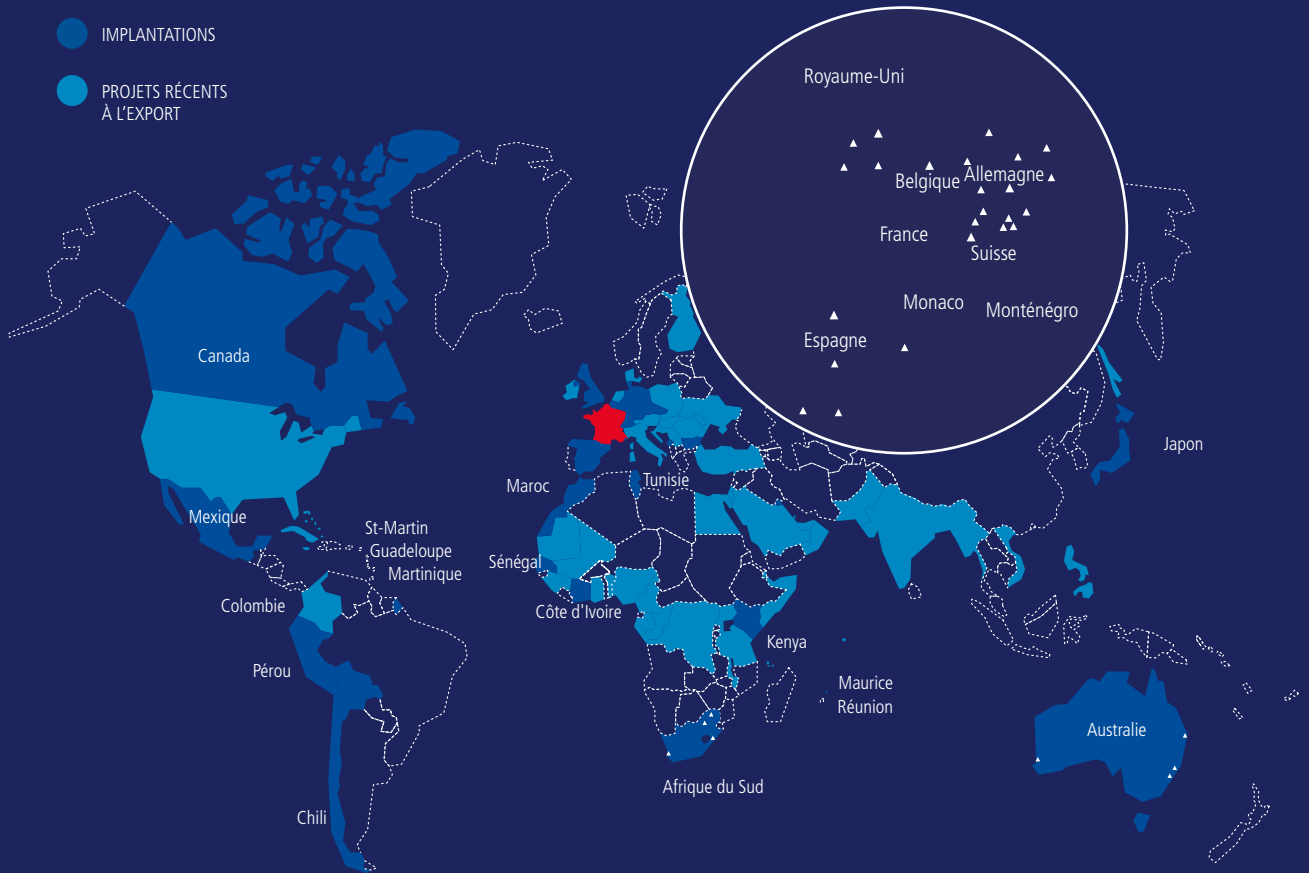 IMPLANTATIONS
PROJETS RÉCENTS
À L'EXPORT
Royaume-Uni
Belgique
Allemagne
France
Suisse
Monaco
Monténégro
Espagne
Canada
Japon
Maroc
Tunisie
Mexique
St-Martin
Guadeloupe
Martinique
Sénégal
Colombie
Côte d'Ivoire
Kenya
Pérou
Maurice
Réunion
Australie
Afrique du Sud
Chili